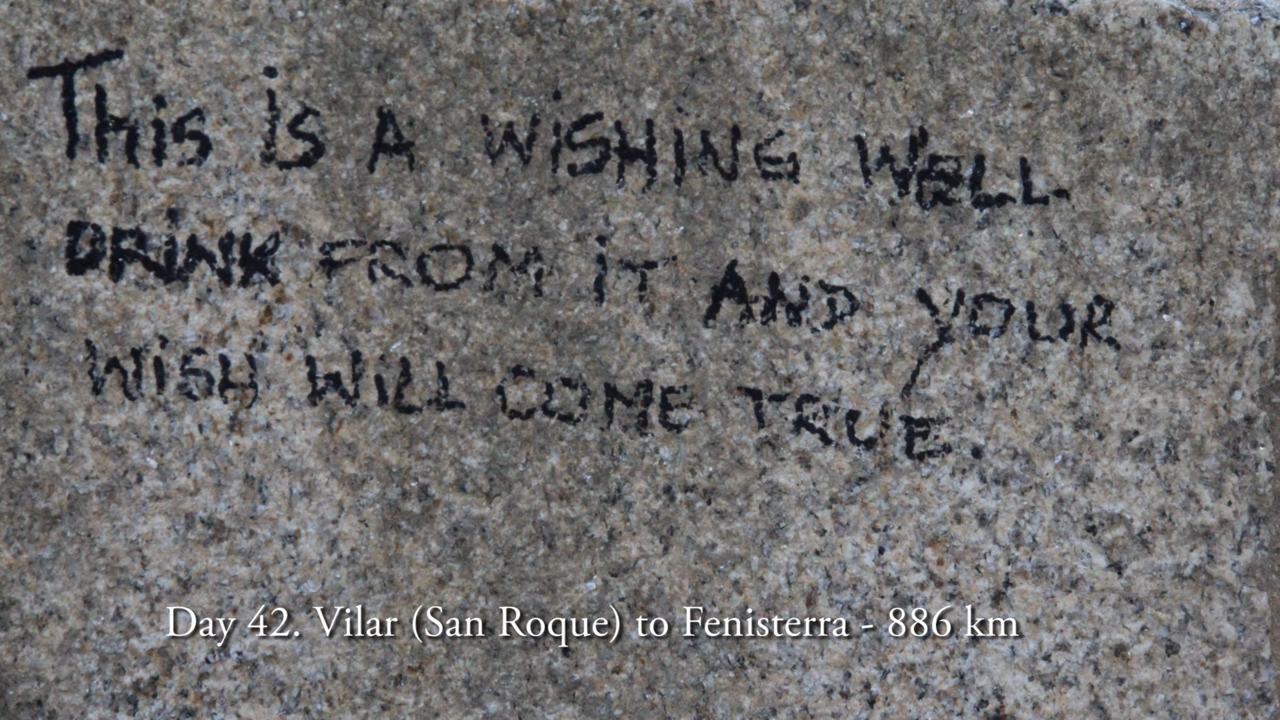 This is A WiSHiNG WELL
DRiNK FROM iT AND YOUR
WiSH WiLL COME TRUE.
Day 42. Vilar (San Roque) to Fenisterra - 886 km